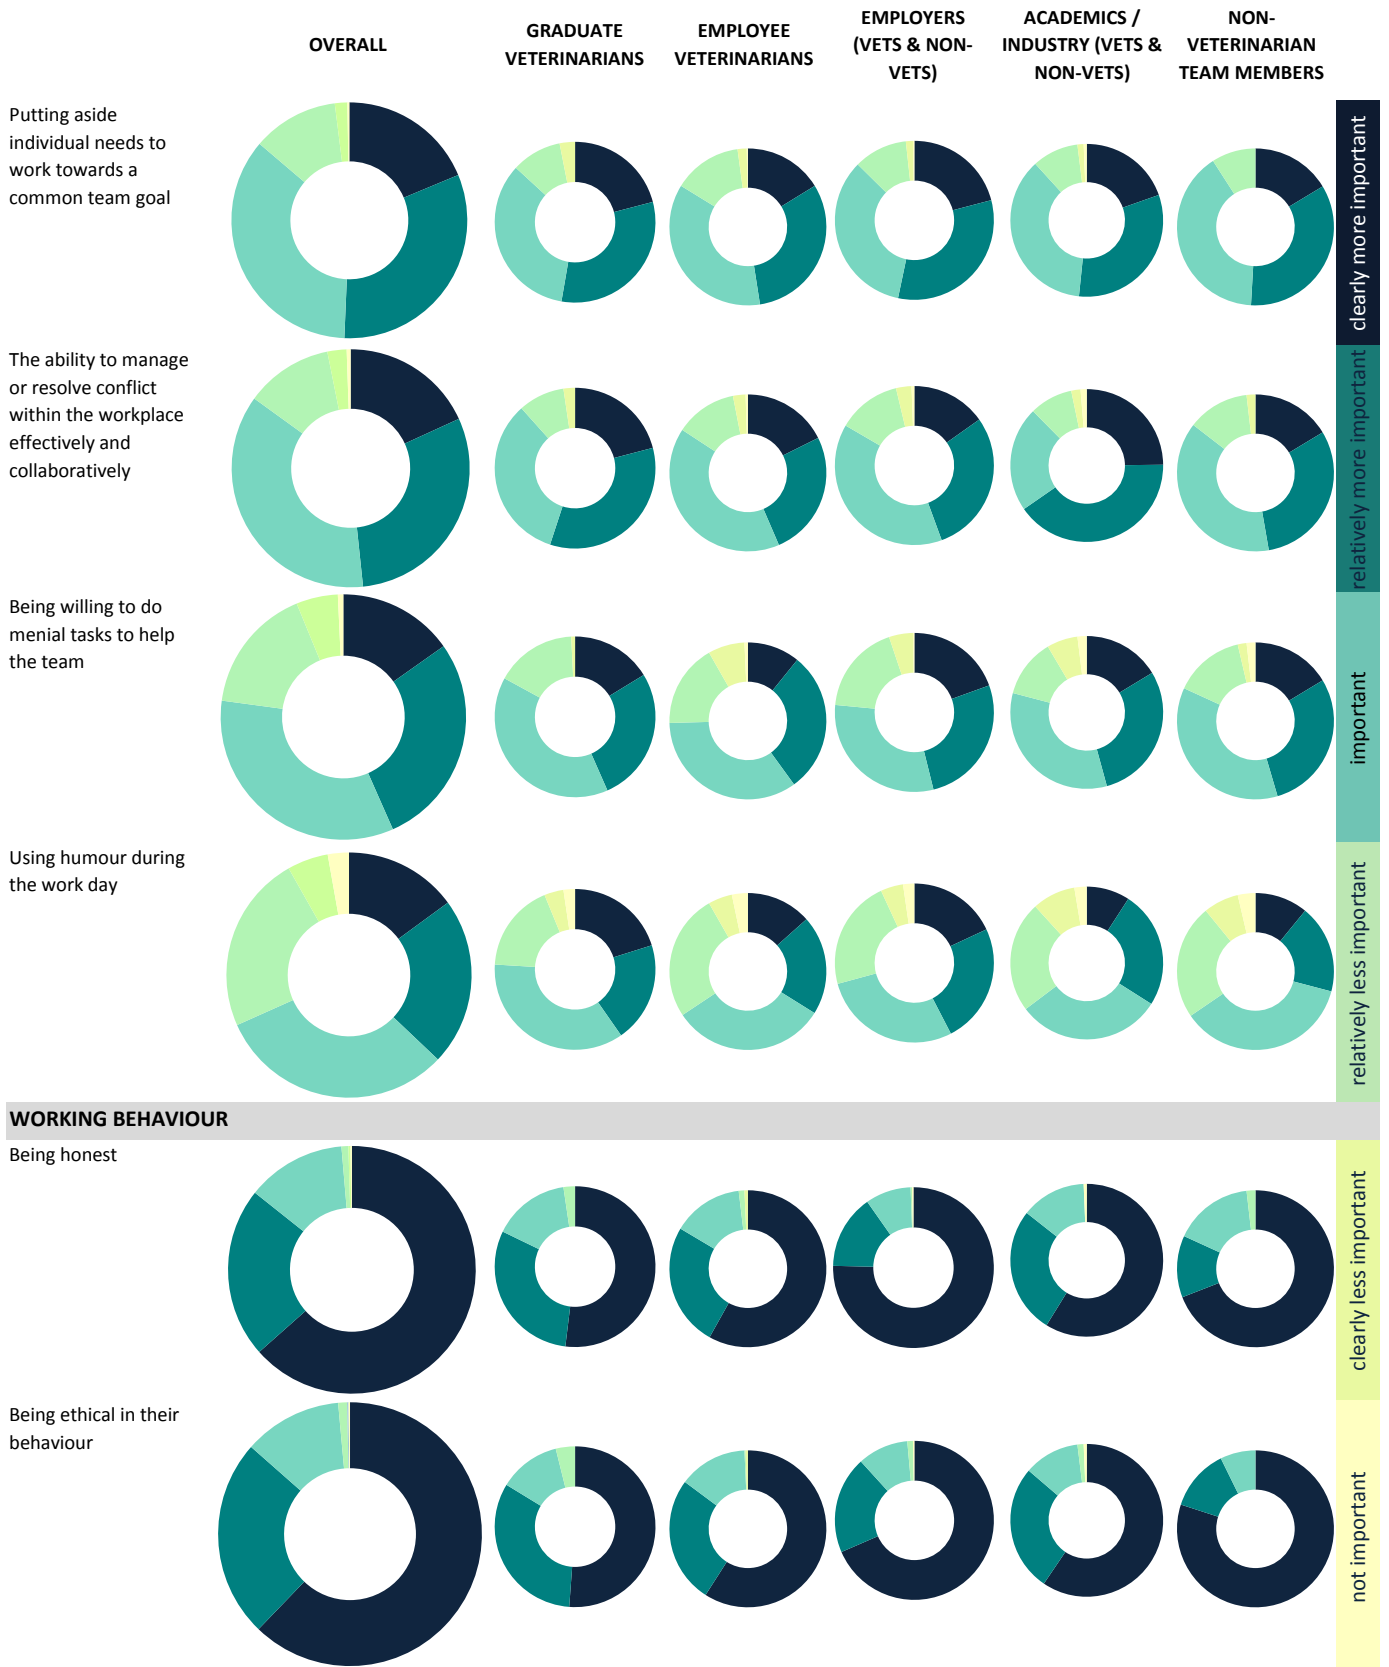 OVERALL
GRADUATE
VETERINARIANS
EMPLOYEE
VETERINARIANS
EMPLOYERS
(VETS & NON-
VETS)
ACADEMICS /
INDUSTRY (VETS &
NON-VETS)
NON-
VETERINARIAN
TEAM MEMBERS
Putting aside
individual needs to
work towards a
common team goal
clearly more important
The ability to manage
or resolve conflict
within the workplace
effectively and
collaboratively
relatively more important
Being willing to do
menial tasks to help
the team
important
Using humour during
the work day
relatively less important
WORKING BEHAVIOUR
Being honest
clearly less important
Being ethical in their
behaviour
not important